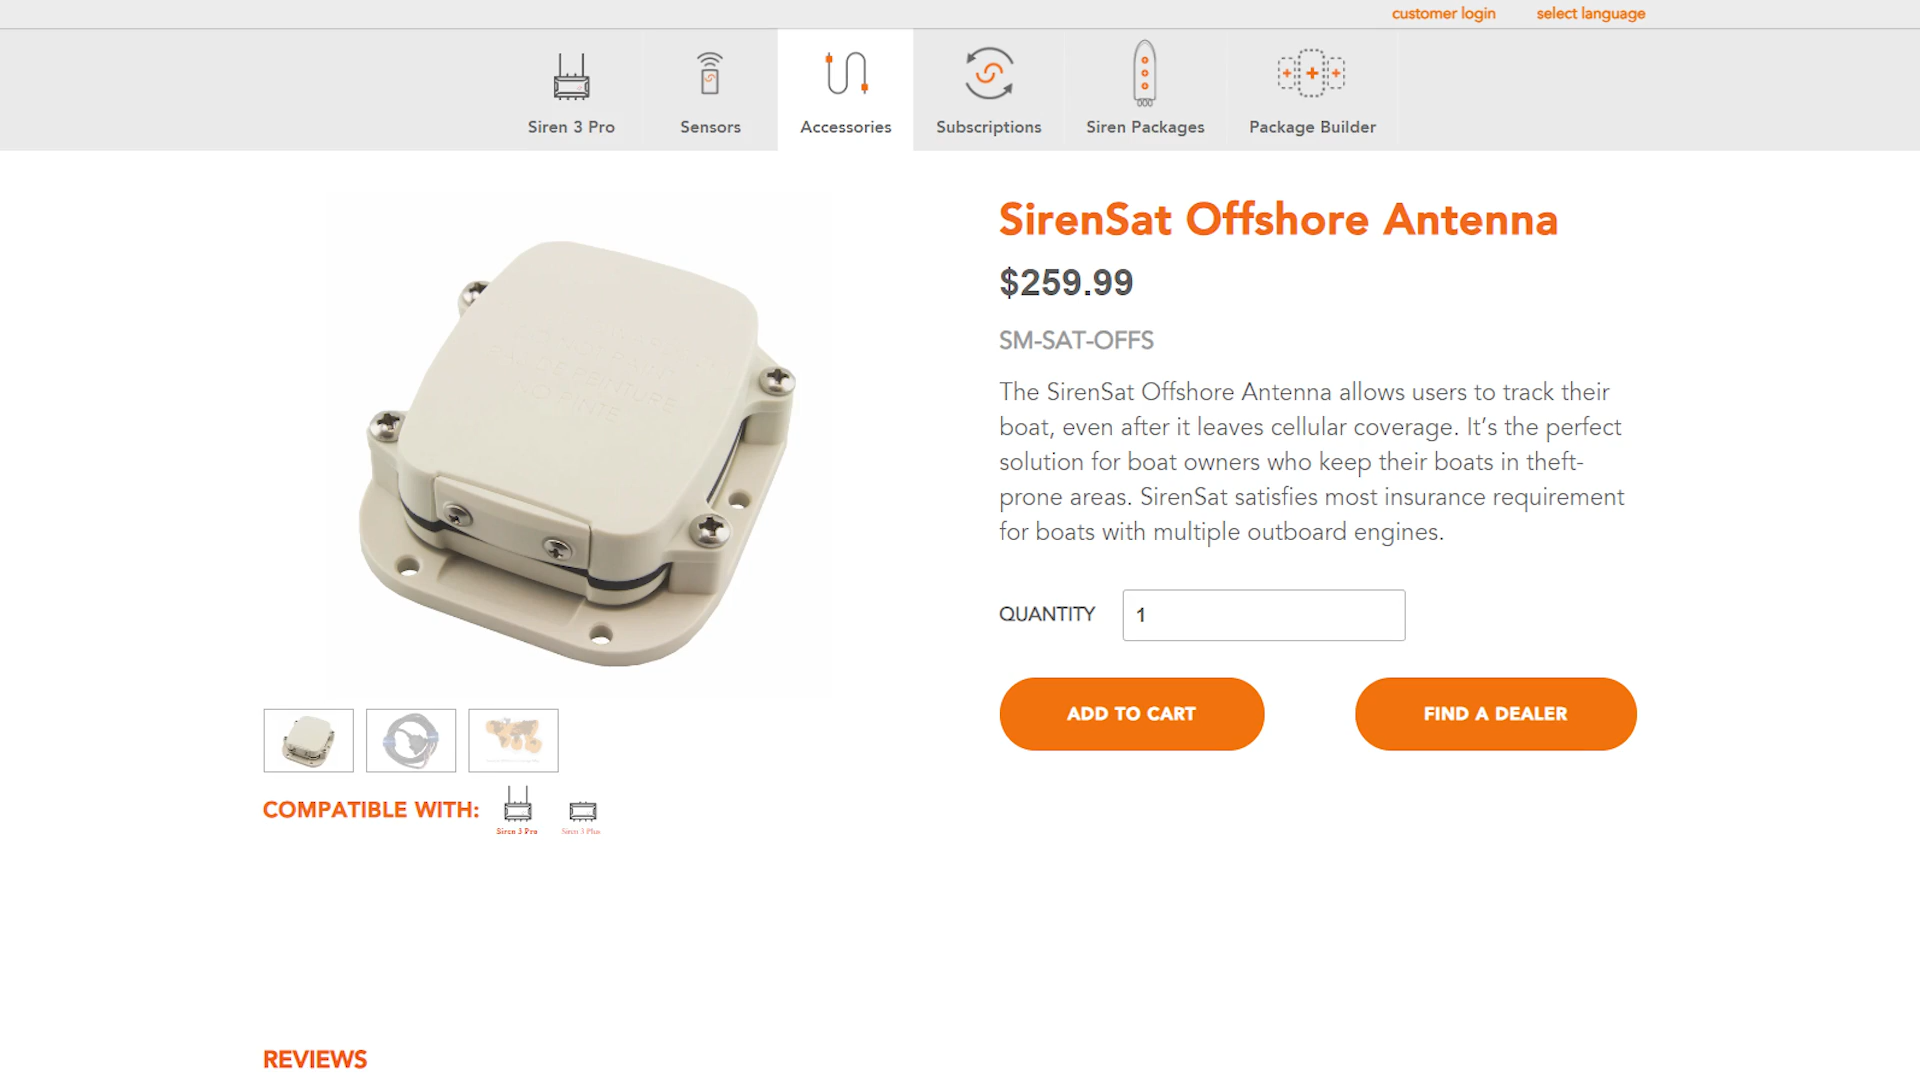 customer login
select language
Siren 3 Pro
Sensors
Accessories
Subscriptions
Siren Packages
Package Builder
SirenSat Offshore Antenna
$259.99
SM-SAT-OFFS
The SirenSat Offshore Antenna allows users to track their
boat, even after it leaves cellular coverage. It’s the perfect
solution for boat owners who keep their boats in theft-
prone areas. SirenSat satisfies most insurance requirement
for boats with multiple outboard engines.
QUANTITY 1
ADD TO CART
FIND A DEALER
COMPATIBLE WITH:
Siren 3 Pro
Siren 3 Plus
REVIEWS